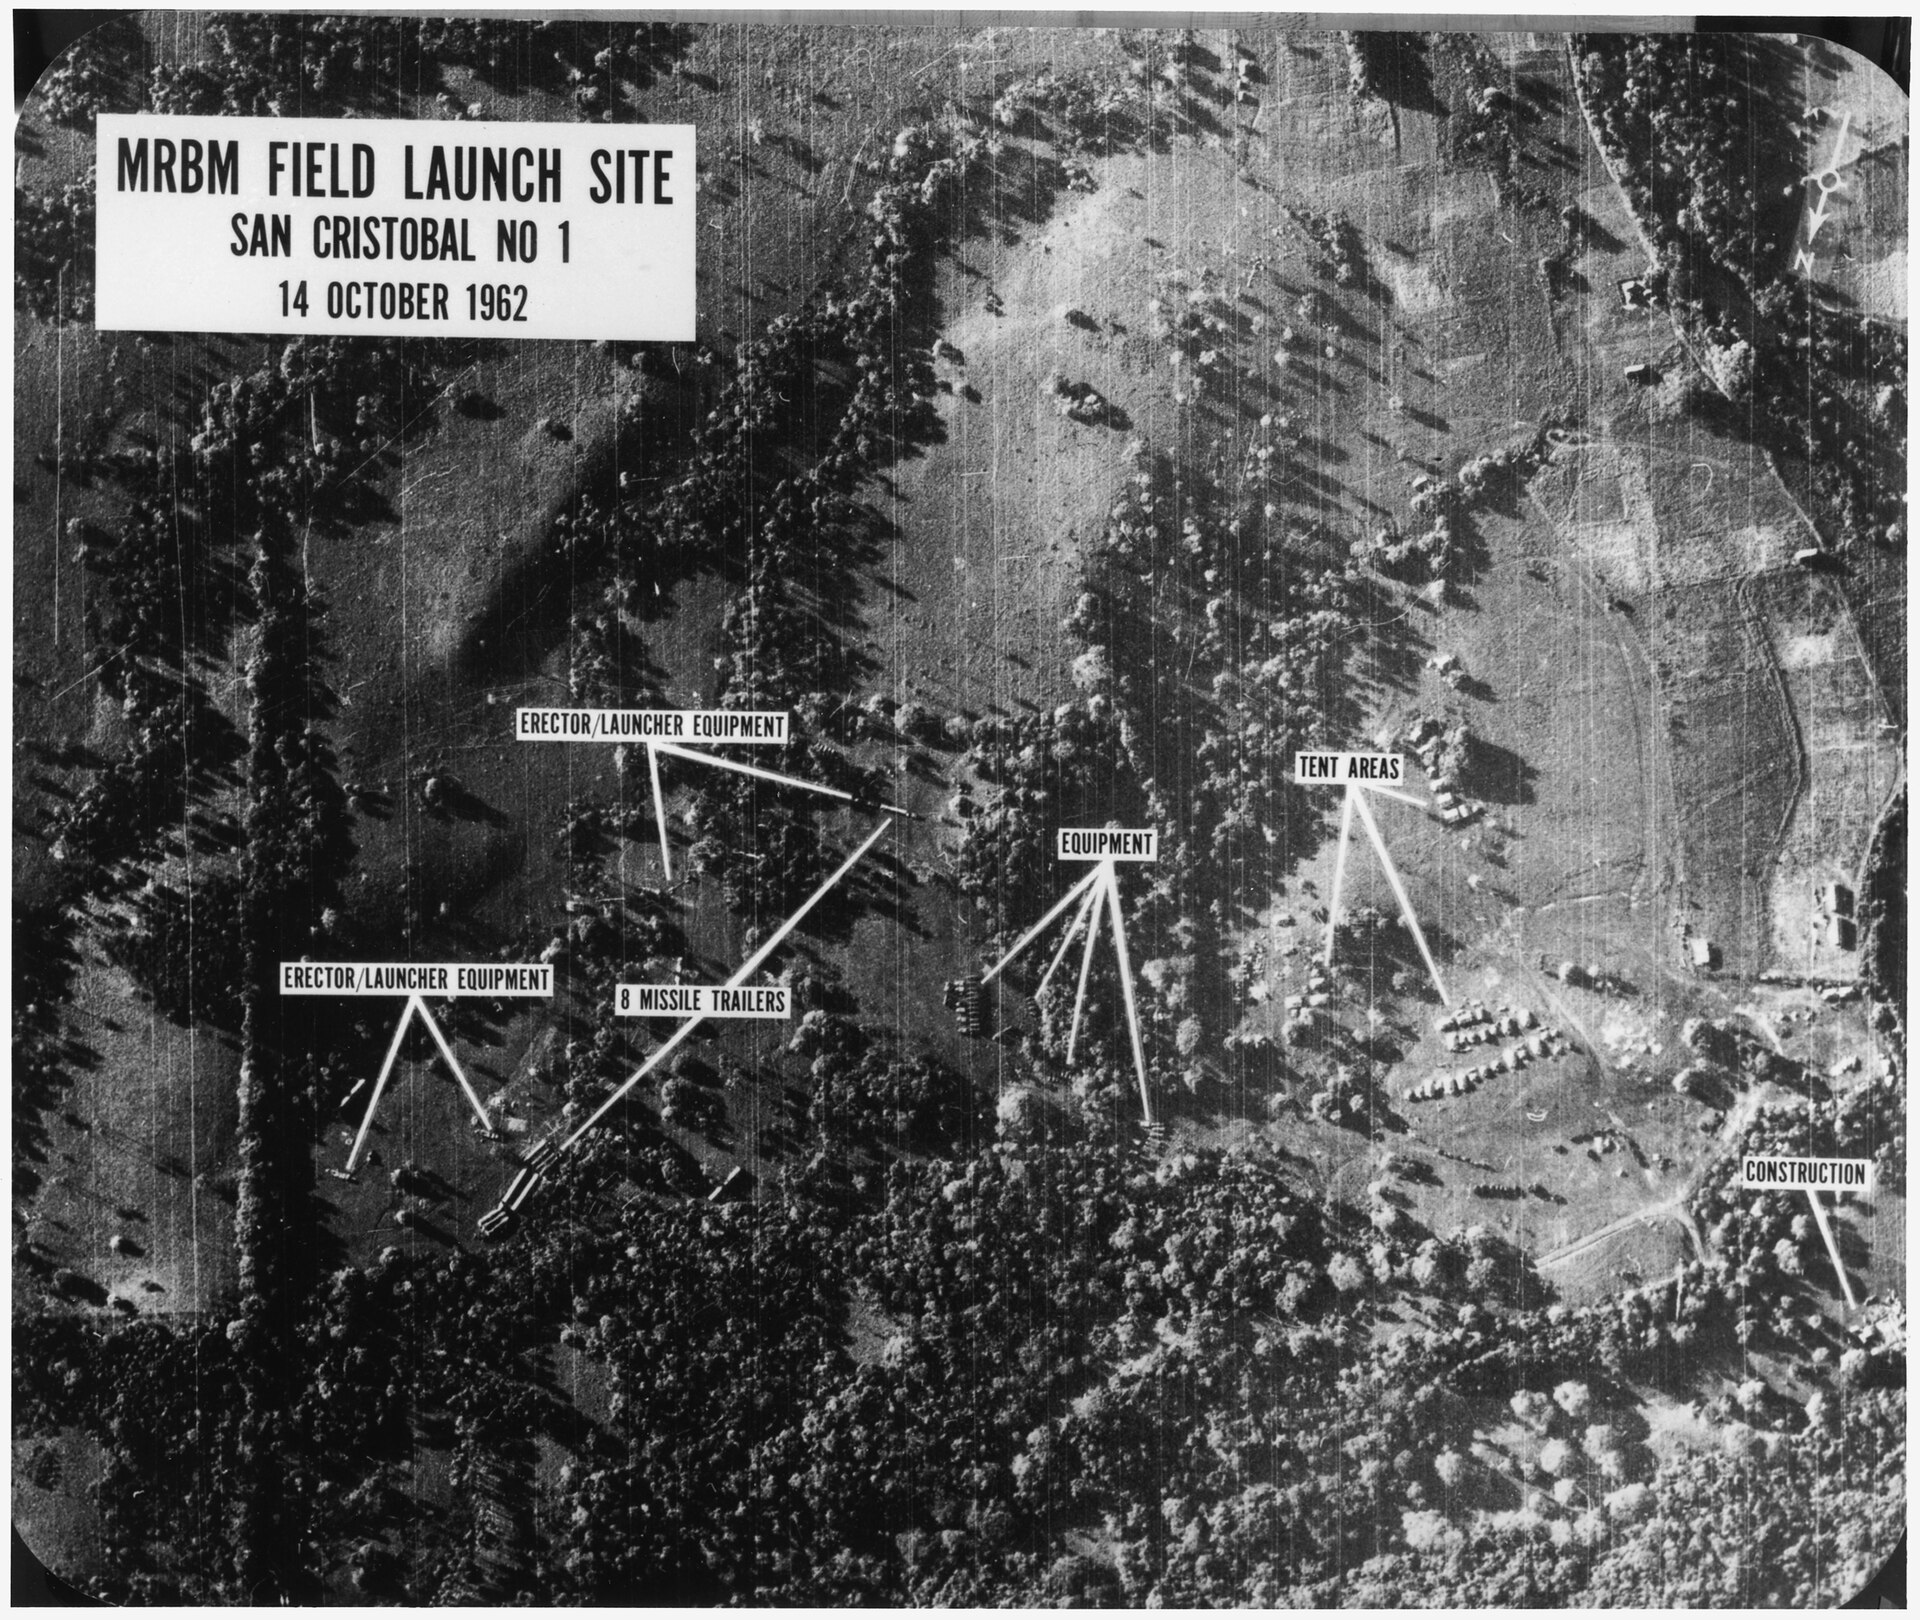 MRBM FIELD LAUNCH SITE
SAN CRISTOBAL NO 1
14 OCTOBER 1962
N
ERECTOR/LAUNCHER EQUIPMENT
TENT AREAS
EQUIPMENT
ERECTOR/LAUNCHER EQUIPMENT
8 MISSILE TRAILERS
CONSTRUCTION